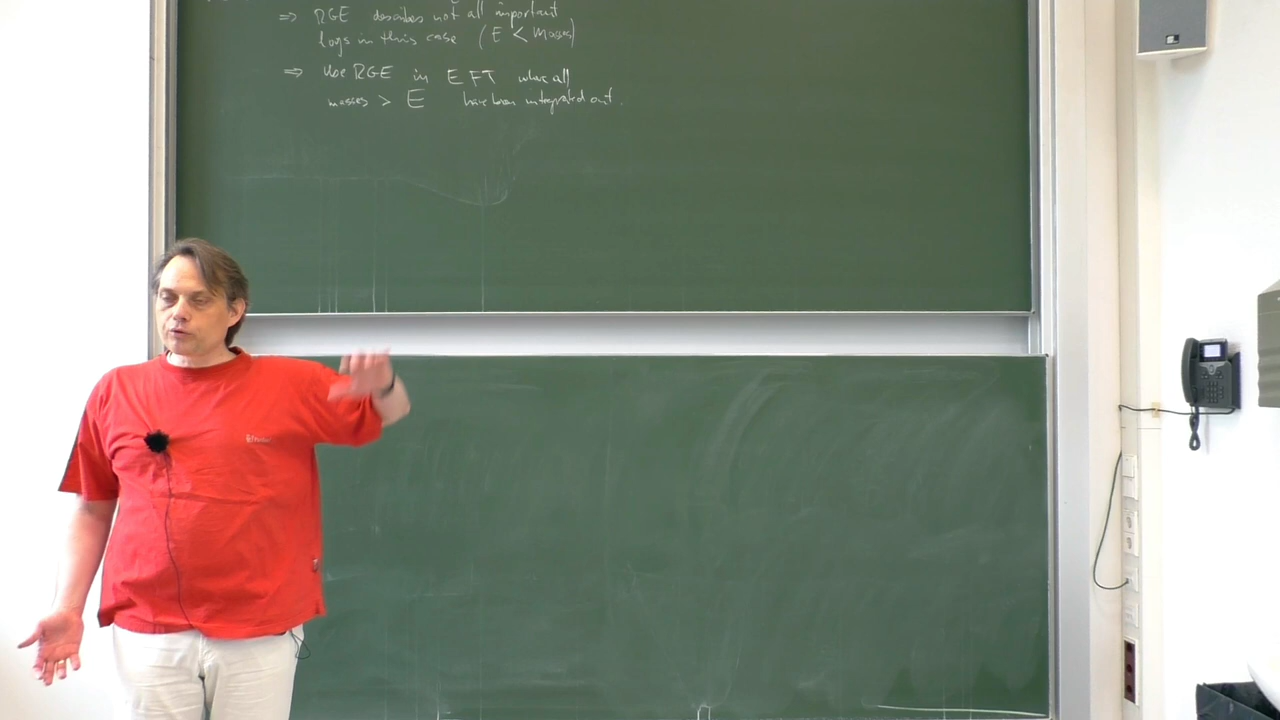 ⇒ RGE describes not all important
logs in this case (E < Masses)
⇒ Use RGE in EFT where all
masses > E have been integrated out.